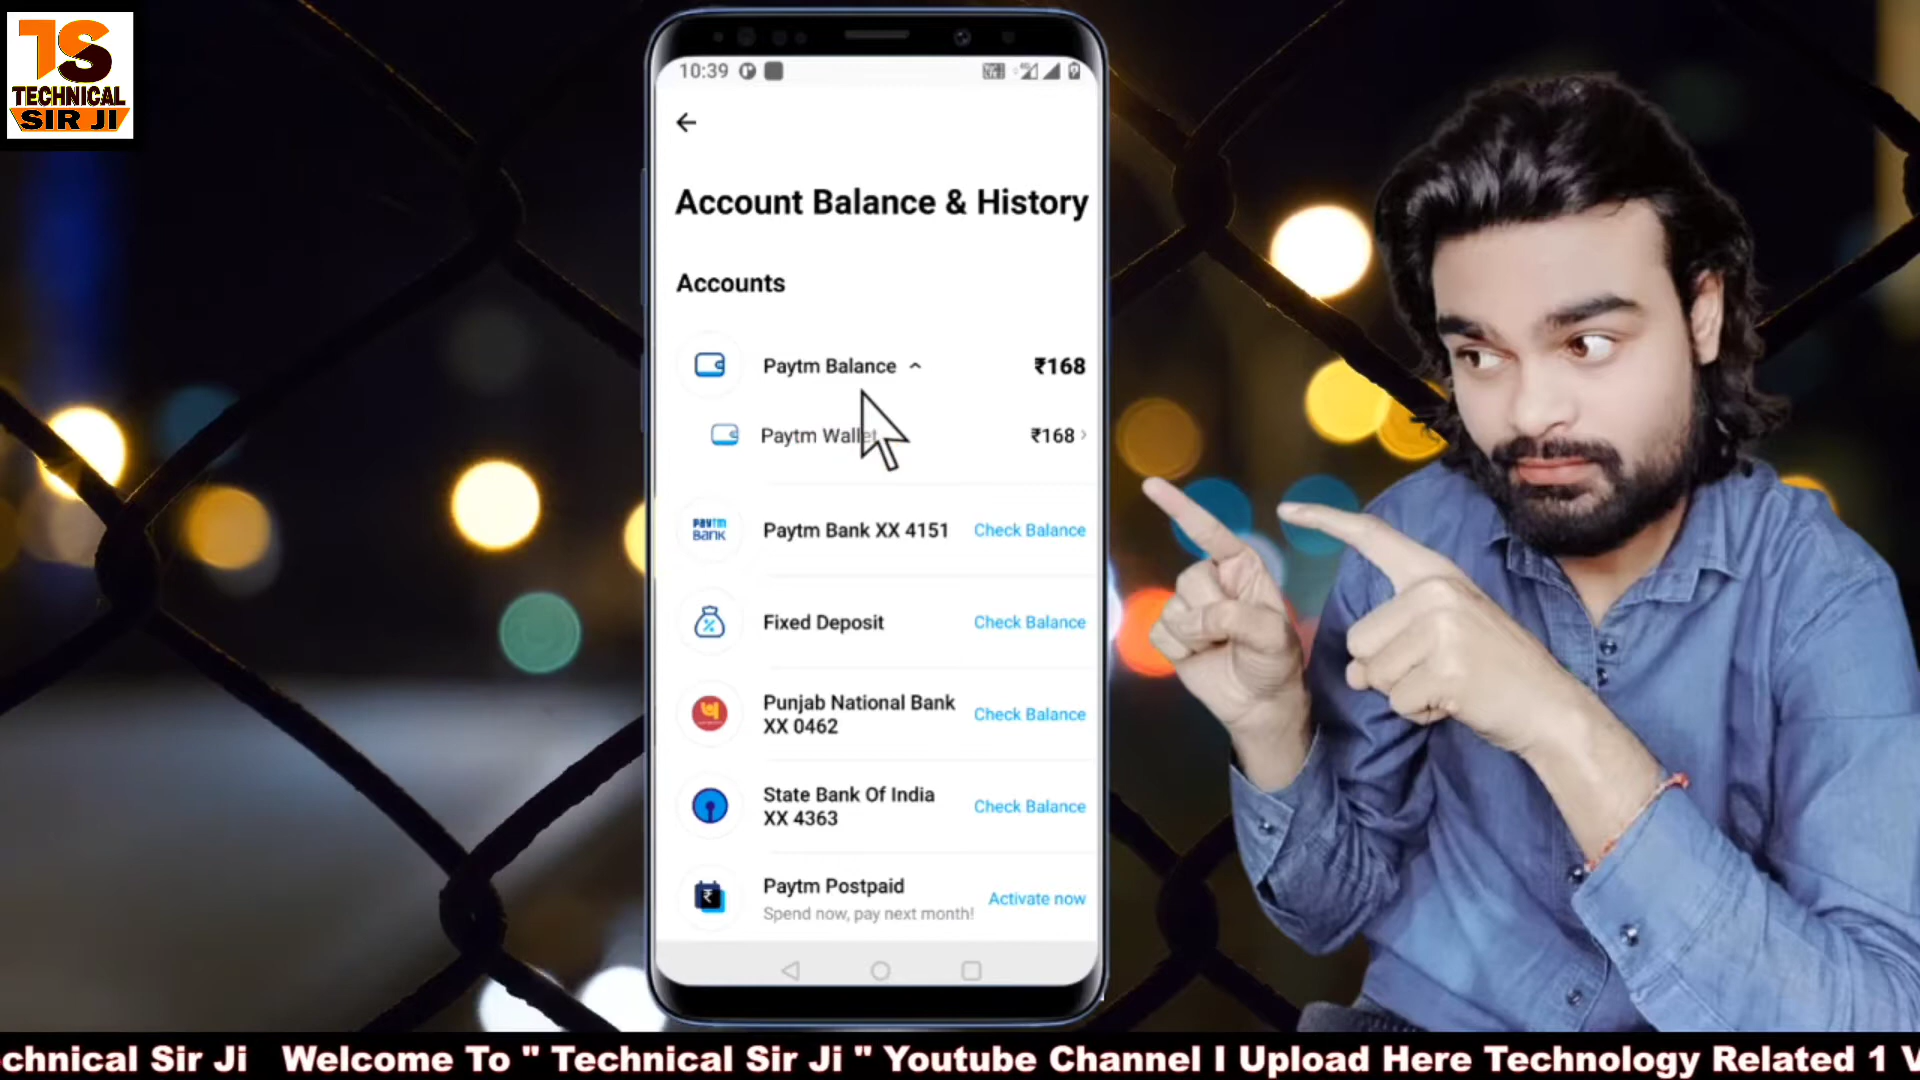 TS
TECHNICAL
SIR JI
10:39
Account Balance & History
Accounts
Paytm Balance ₹168
Paytm Wallet ₹168
Paytm Bank XX 4151 Check Balance
Fixed Deposit Check Balance
Punjab National Bank
XX 0462 Check Balance
State Bank Of India
XX 4363 Check Balance
Paytm Postpaid
Spend now, pay next month! Activate now
chnical Sir Ji Welcome To " Technical Sir Ji " Youtube Channel I Upload Here Technology Related 1 V